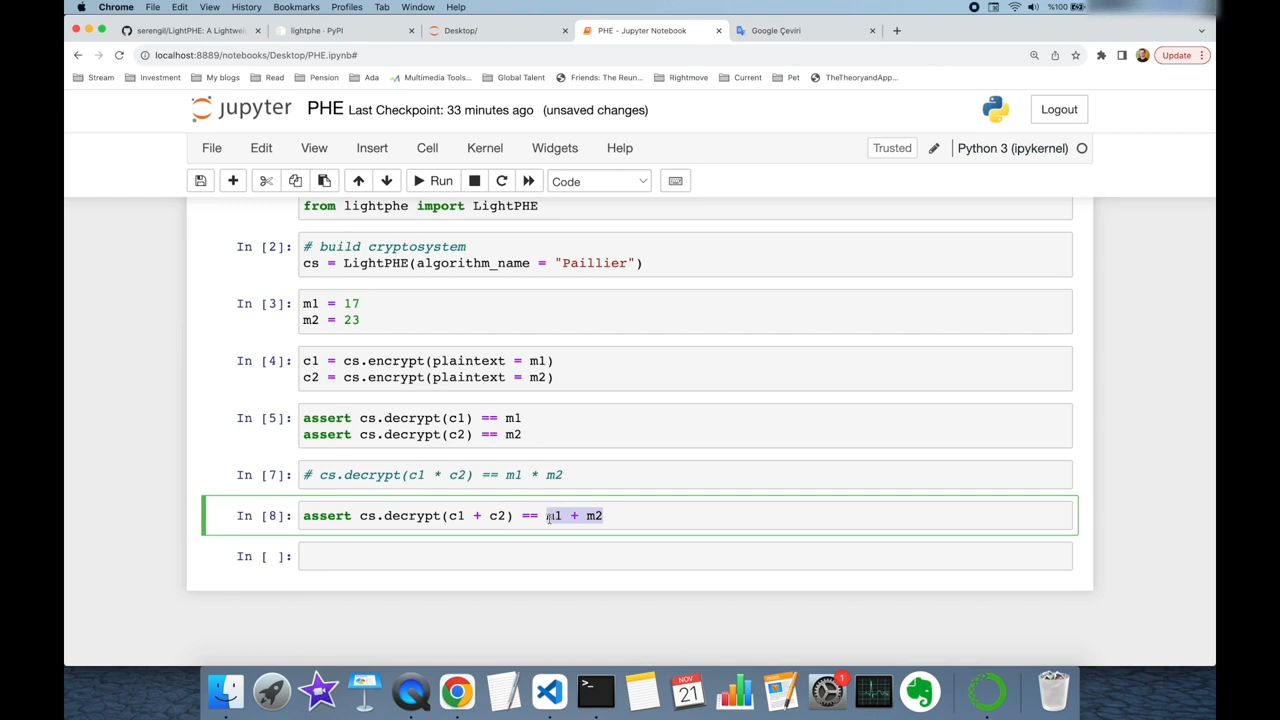 Chrome File Edit View History Bookmarks Profiles Tab Window Help %100
serengil/LightPHE: A Lightwei lightphe · PyPI Desktop/ PHE - Jupyter Notebook Google Çeviri
localhost:8889/notebooks/Desktop/PHE.ipynb# Update
Stream Investment My blogs Read Pension Ada Multimedia Tools... Global Talent Friends: The Reun... Rightmove Current Pet TheTheoryandApp...
jupyter PHE Last Checkpoint: 33 minutes ago (unsaved changes) Logout
File Edit View Insert Cell Kernel Widgets Help Trusted Python 3 (ipykernel)
Run Code
from lightphe import LightPHE
In [2]: # build cryptosystem
cs = LightPHE(algorithm_name = "Paillier")
In [3]: m1 = 17
m2 = 23
In [4]: c1 = cs.encrypt(plaintext = m1)
c2 = cs.encrypt(plaintext = m2)
In [5]: assert cs.decrypt(c1) == m1
assert cs.decrypt(c2) == m2
In [7]: # cs.decrypt(c1 * c2) == m1 * m2
In [8]: assert cs.decrypt(c1 + c2) == m1 + m2
In [ ]:
NOV
21
1